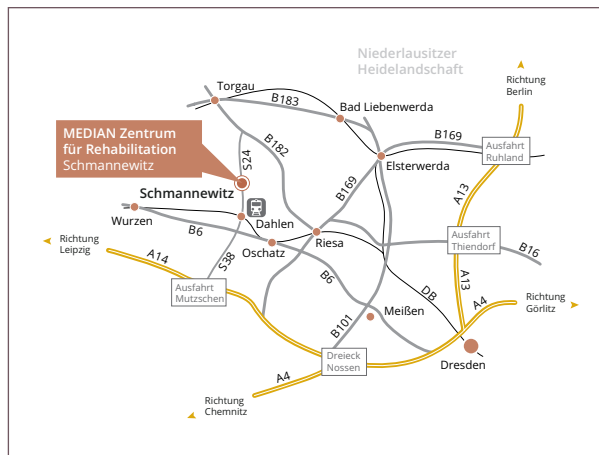 Niederlausitzer
Heidelandschaft
Richtung
Berlin
Torgau
B183
Bad Liebenwerda
B169
Ausfahrt
Ruhland
MEDIAN Zentrum
für Rehabilitation
Schmannewitz
S24
B182
Elsterwerda
B169
A13
Schmannewitz
Dahlen
Wurzen
B6
Oschatz
Riesa
Ausfahrt
Thiendorf
B16
Richtung
Leipzig
A14
S38
Ausfahrt
Mutzschen
B6
DB
A13
A4
Richtung
Görlitz
Meißen
B101
Dreieck
Nossen
Dresden
A4
Richtung
Chemnitz